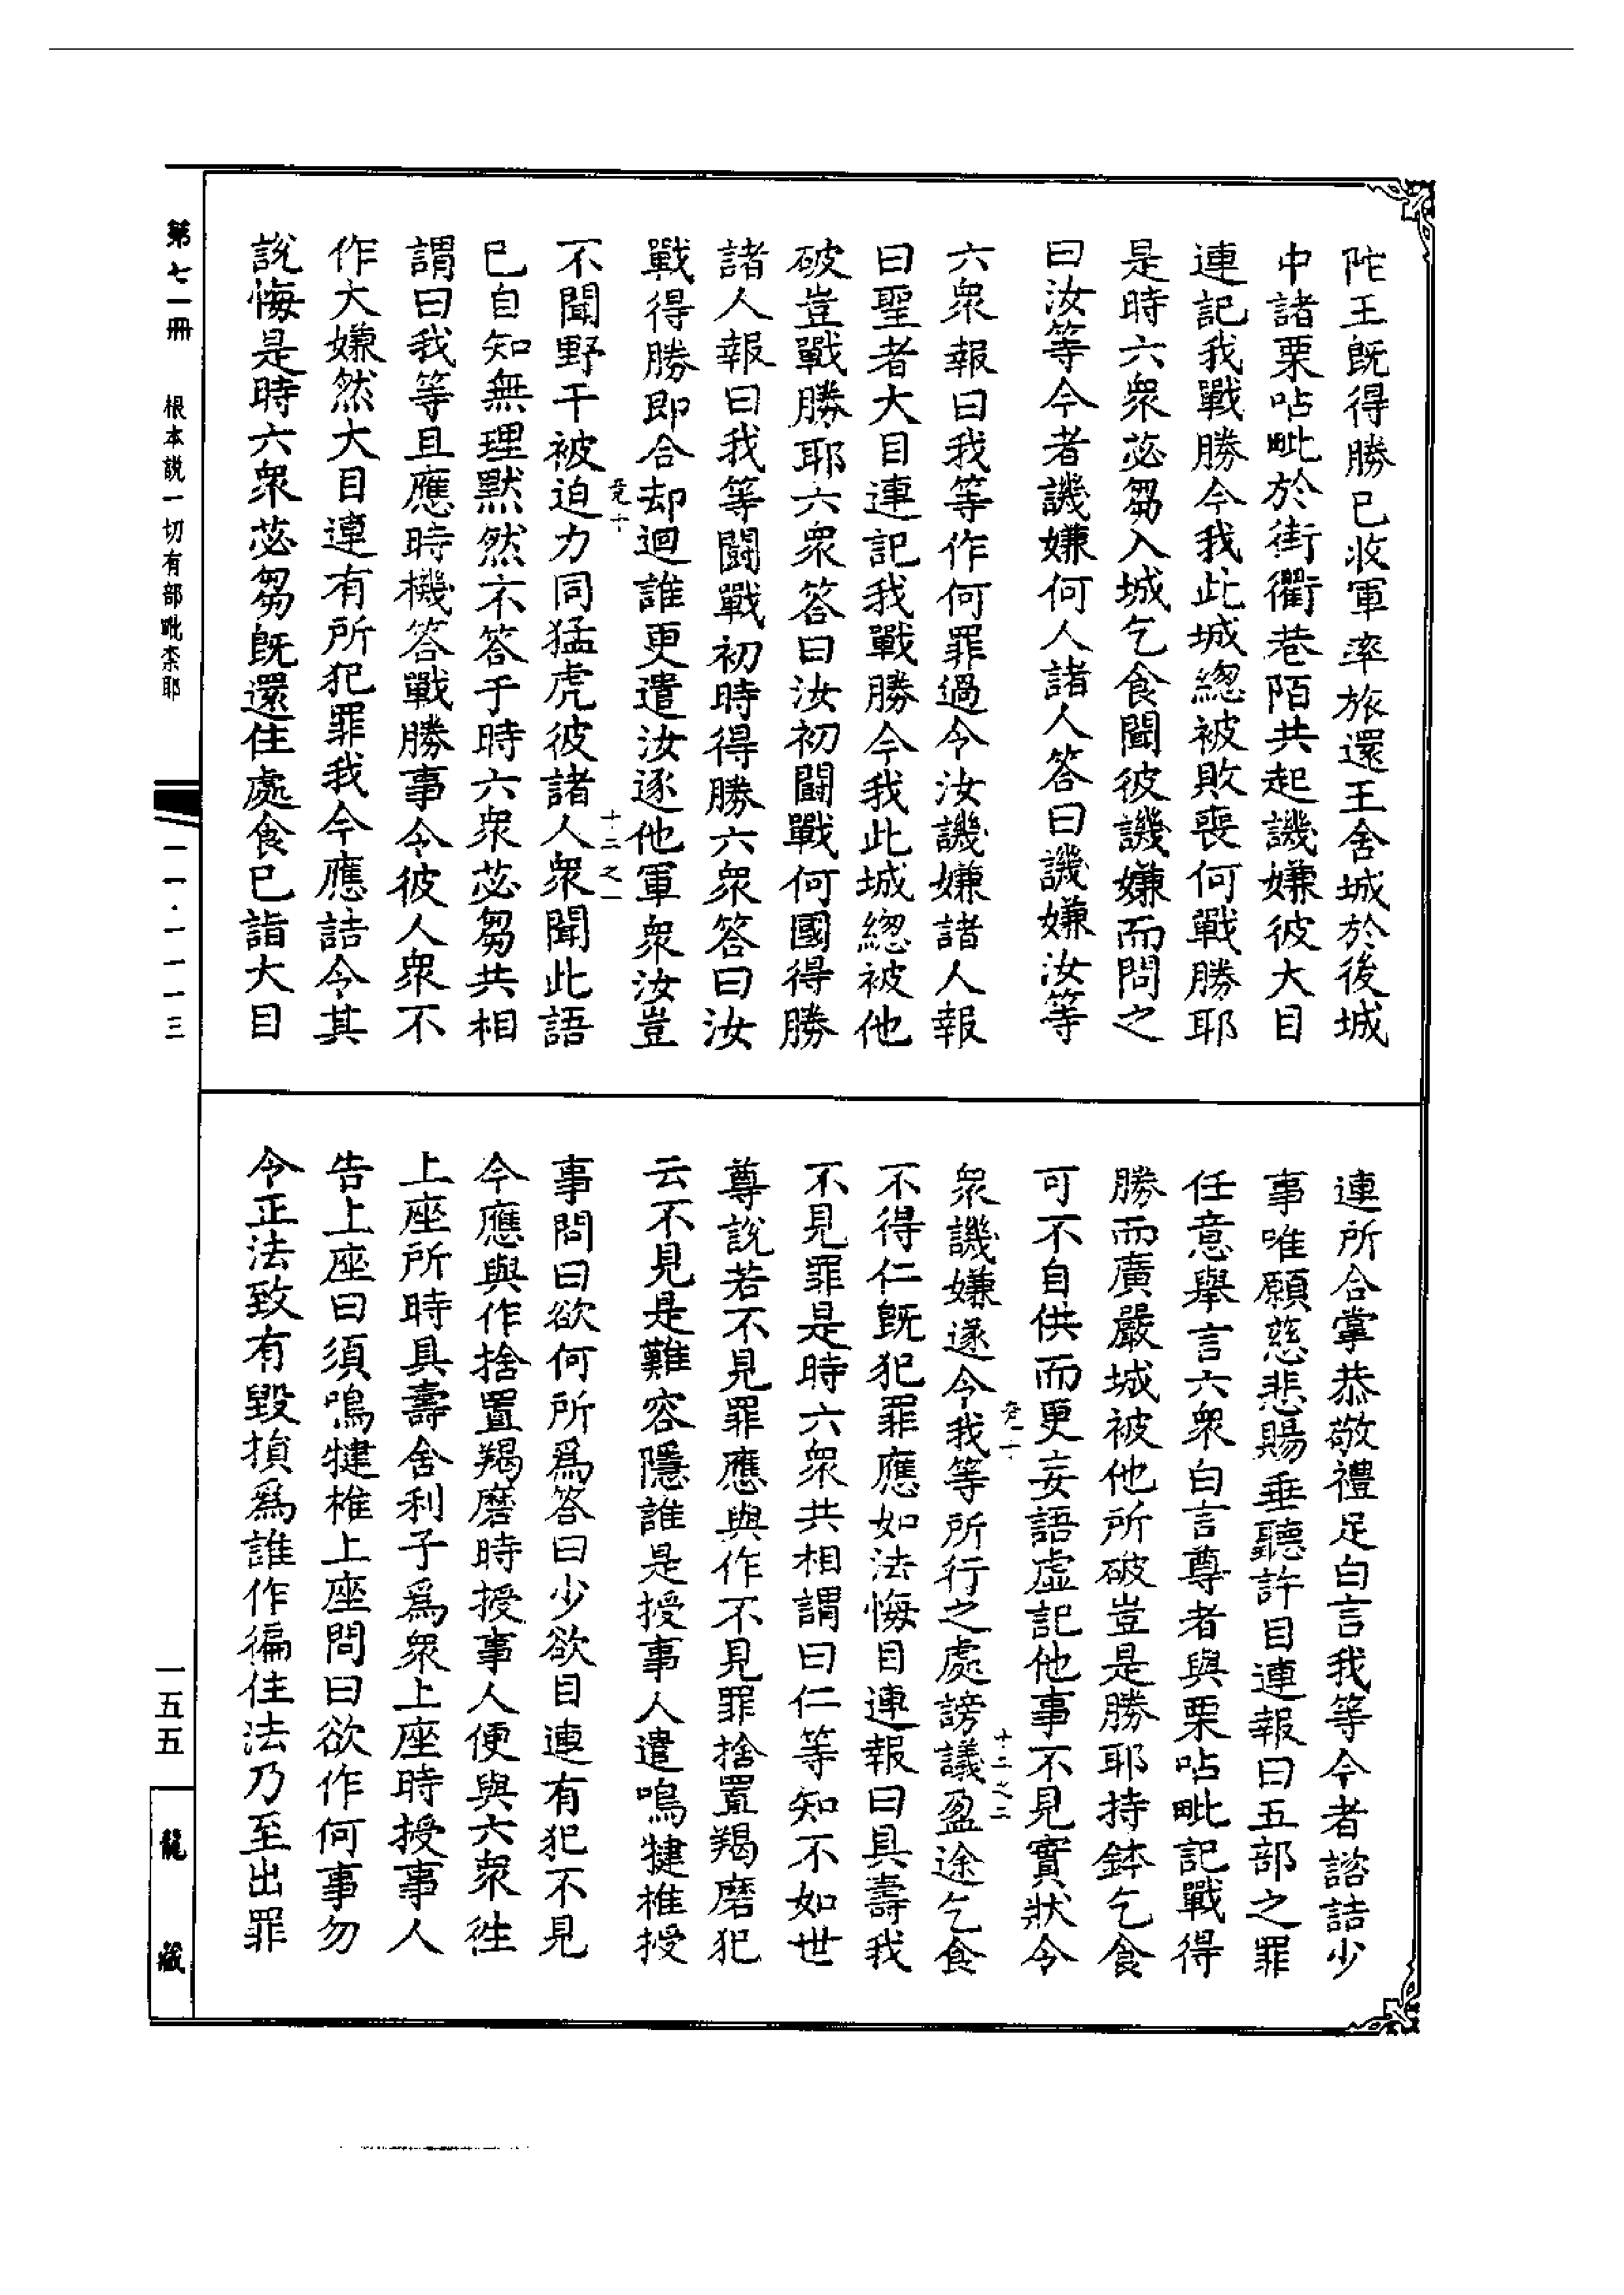 陀王旣得勝已收軍率旅還王舍城於後城
中諸栗呫毗於街衢巷陌共起譏嫌彼大目
連記我戰勝今我此城總被敗喪何戰勝耶
是時六衆苾芻入城乞食聞彼譏嫌而問之
曰汝等今者譏嫌何人諸人答曰譏嫌汝等
六衆報曰我等作何罪過令汝譏嫌諸人報
曰聖者大目連記我戰勝今我此城總被他
破豈戰勝耶六衆答曰汝初鬪戰何國得勝
諸人報曰我等鬪戰初時得勝六衆答曰汝
戰得勝即合却迴誰更遣汝逐他軍衆汝豈
不聞野干被迫力同猛虎彼諸人衆聞此語
已自知無理默然不答于時六衆苾芻共相
謂曰我等且應時機答戰勝事令彼人衆不
作大嫌然大目連有所犯罪我今應詰令其
說悔是時六衆苾芻旣還住處食已詣大目
連所合掌恭敬禮足白言我等今者諮詰少
事唯願慈悲賜垂聽許目連報曰五部之罪
任意舉言六衆白言尊者與栗呫毗記戰得
勝而廣嚴城被他所破豈是勝耶持鉢乞食
可不自供而更妄語虛記他事不見實狀令
衆譏嫌遂令我等所行之處謗議盈途乞食
不得仁旣犯罪應如法悔目連報曰具壽我
不見罪是時六衆共相謂曰仁等知不如世
尊說若不見罪應與作不見罪捨置羯磨犯
云不見是難容隱誰是授事人遣鳴犍椎授
事問曰欲何所爲答曰少欲目連有犯不見
今應與作捨置羯磨時授事人便與六衆徃
上座所時具壽舍利子爲衆上座時授事人
告上座曰須鳴犍椎上座問曰欲作何事勿
令正法致有毀損爲誰作徧住法乃至出罪
竟十
十二之一
十二之二
第七一冊
根本說一切有部毗柰耶
一一·一一一三
一五五
龍藏